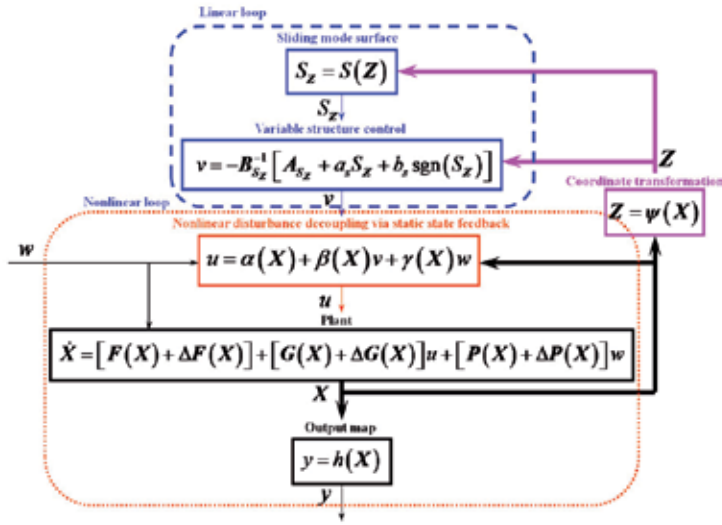 Linear loop
Sliding mode surface
S_Z = S(Z)
S_Z
Variable structure control
v = −B_{S_Z}^{-1}[A_{S_Z} + a_s S_Z + b_s sgn(S_Z)]
Z
Coordinate transformation
v
Nonlinear loop
Z = ψ(X)
Nonlinear disturbance decoupling via static state feedback
w
u = α(X) + β(X)v + γ(X)w
u
Plant
Ẋ = [F(X) + ΔF(X)] + [G(X) + ΔG(X)]u + [P(X) + ΔP(X)]w
X
Output map
y = h(X)
y